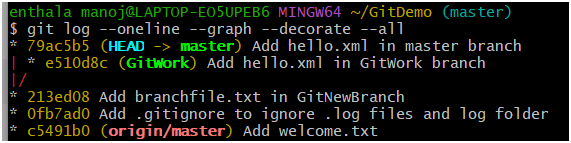 enthala manoj@LAPTOP-EO5UPEB6 MINGW64 ~/GitDemo (master)
$ git log --oneline --graph --decorate --all
* 79ac5b5 (HEAD -> master) Add hello.xml in master branch
| * e510d8c (GitWork) Add hello.xml in GitWork branch
|/
* 213ed08 Add branchfile.txt in GitNewBranch
* 0fb7ad0 Add .gitignore to ignore .log files and log folder
* c5491b0 (origin/master) Add welcome.txt